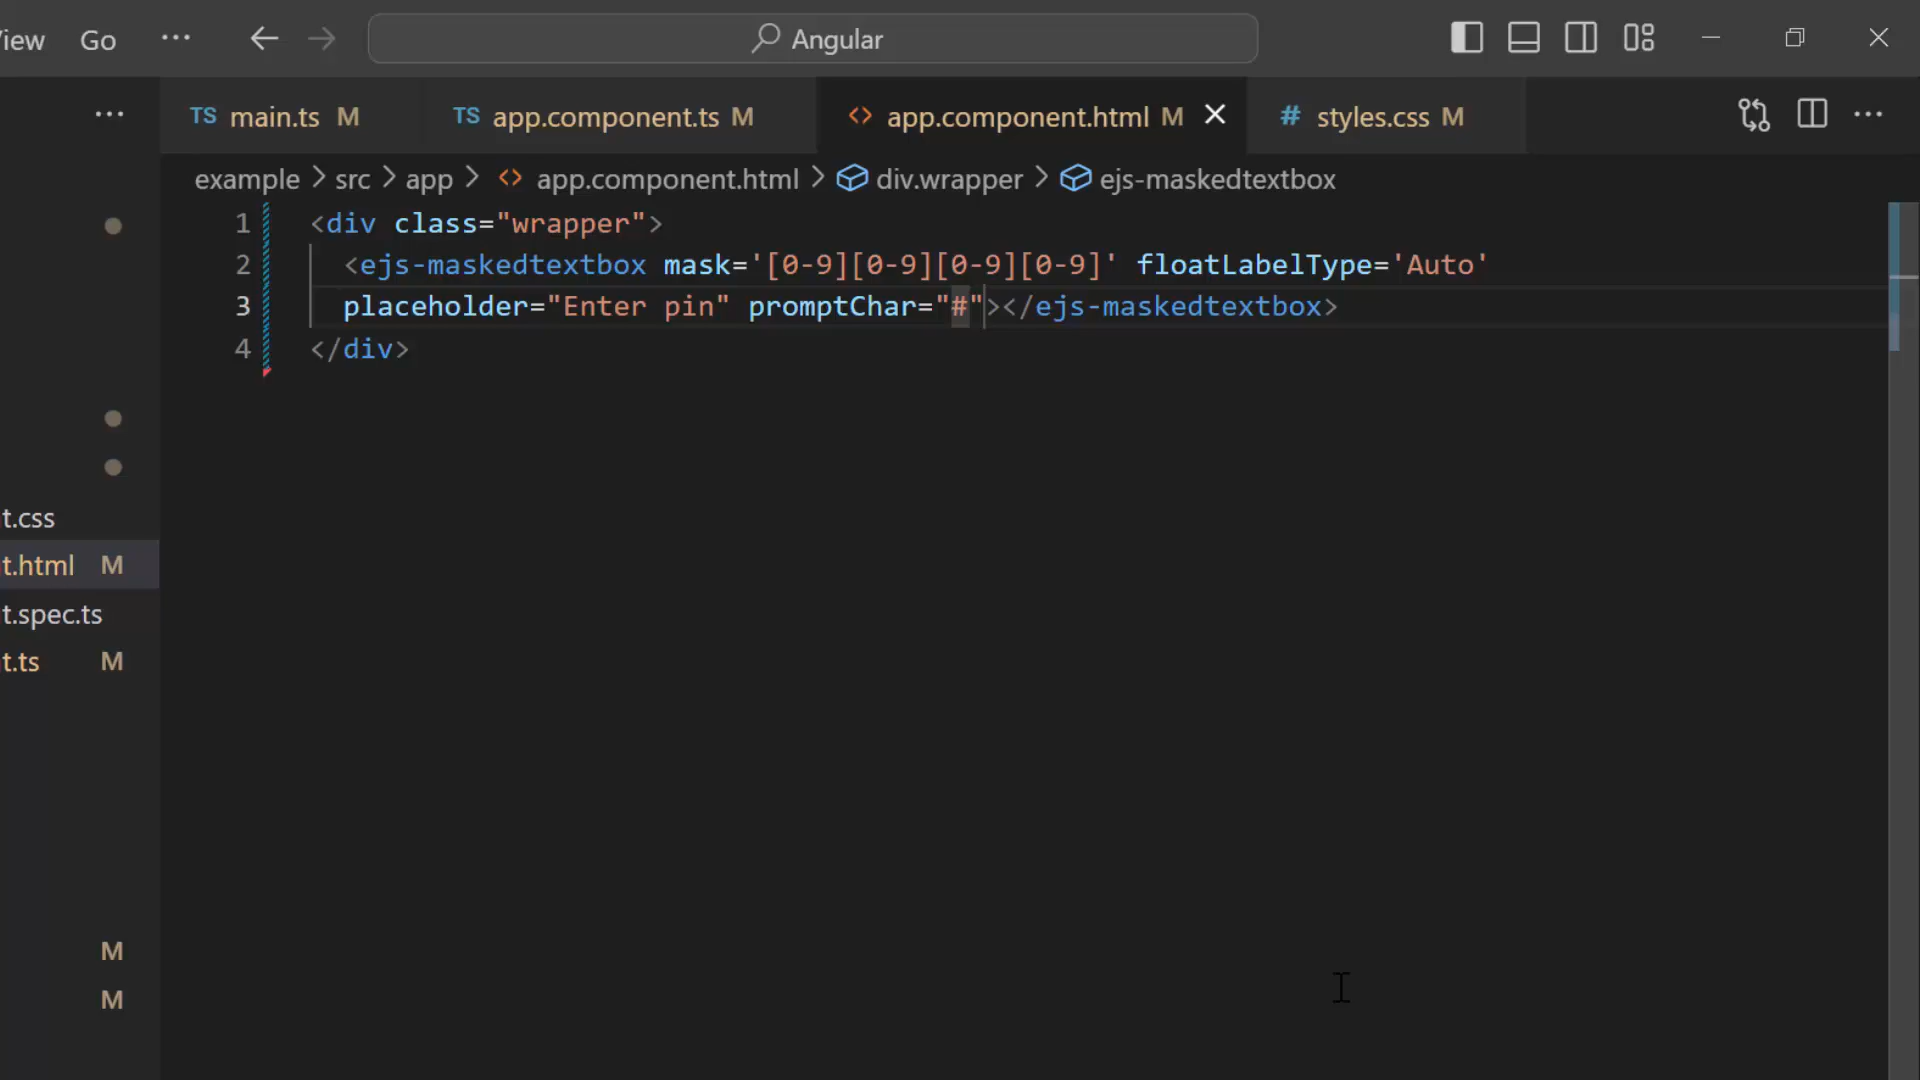 View Go ··· Angular
··· TS main.ts M TS app.component.ts M <> app.component.html M # styles.css M ···
example > src > app > <> app.component.html > div.wrapper > ejs-maskedtextbox
1 <div class="wrapper">
2 <ejs-maskedtextbox mask='[0-9][0-9][0-9][0-9]' floatLabelType='Auto'
3 placeholder="Enter pin" promptChar="#"></ejs-maskedtextbox>
4 </div>
t.css
t.html M
t.spec.ts
t.ts M
M
M